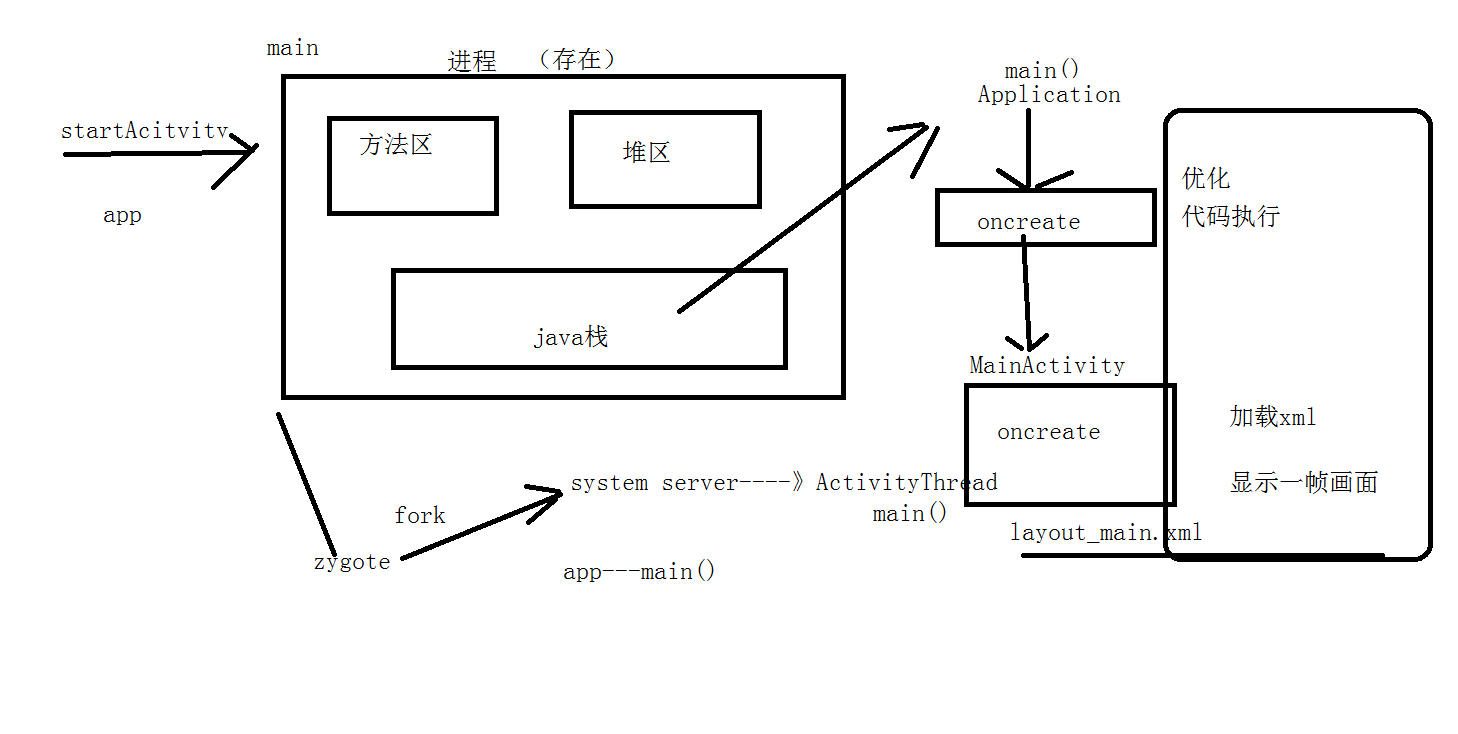 main
进程 （存在）
startAcitvity
app
方法区
堆区
java栈
main()
Application
oncreate
MainActivity
oncreate
layout_main.xml
优化
代码执行
加载xml
显示一帧画面
zygote
fork
system server----》ActivityThread
main()
app---main()